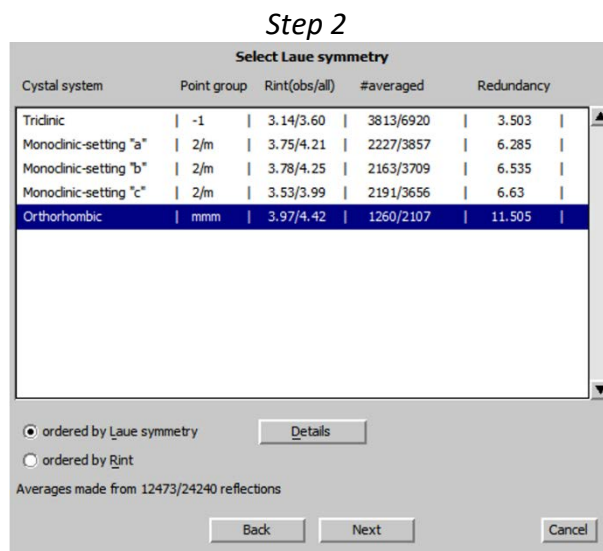 Step 2
Select Laue symmetry
Cystal system Point group Rint(obs/all) #averaged Redundancy
Triclinic | -1 | 3.14/3.60 | 3813/6920 | 3.503 |
Monoclinic-setting "a" | 2/m | 3.75/4.21 | 2227/3857 | 6.285 |
Monoclinic-setting "b" | 2/m | 3.78/4.25 | 2163/3709 | 6.535 |
Monoclinic-setting "c" | 2/m | 3.53/3.99 | 2191/3656 | 6.63 |
Orthorhombic | mmm | 3.97/4.42 | 1260/2107 | 11.505 |
ordered by Laue symmetry Details
ordered by Rint
Averages made from 12473/24240 reflections
Back Next Cancel